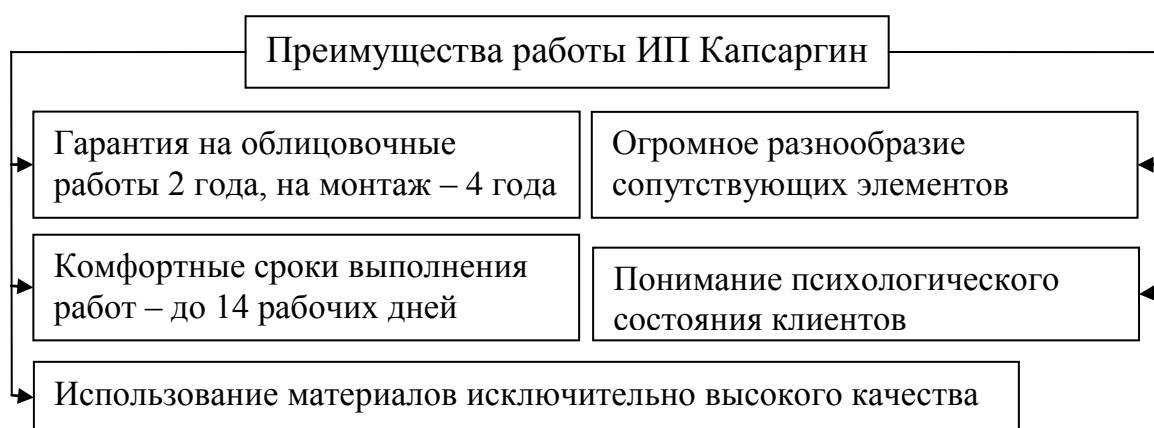 Преимущества работы ИП Капсаргин
Гарантия на облицовочные
работы 2 года, на монтаж – 4 года
Огромное разнообразие
сопутствующих элементов
Комфортные сроки выполнения
работ – до 14 рабочих дней
Понимание психологического
состояния клиентов
Использование материалов исключительно высокого качества